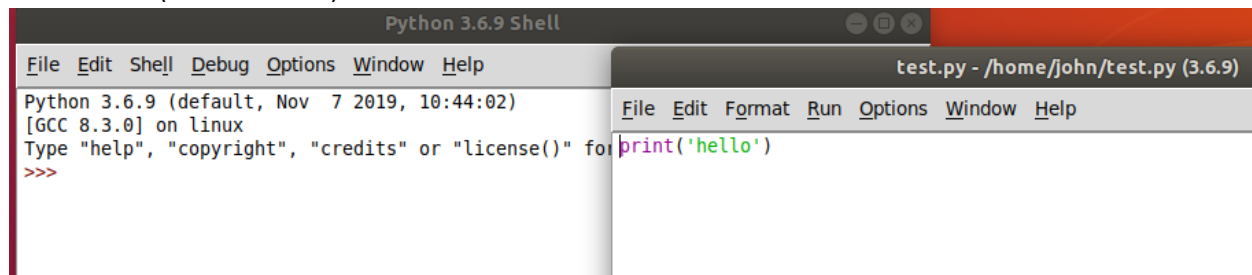 Python 3.6.9 Shell
File Edit Shell Debug Options Window Help
Python 3.6.9 (default, Nov 7 2019, 10:44:02)
[GCC 8.3.0] on linux
Type "help", "copyright", "credits" or "license()" for
>>>
test.py - /home/john/test.py (3.6.9)
File Edit Format Run Options Window Help
print('hello')